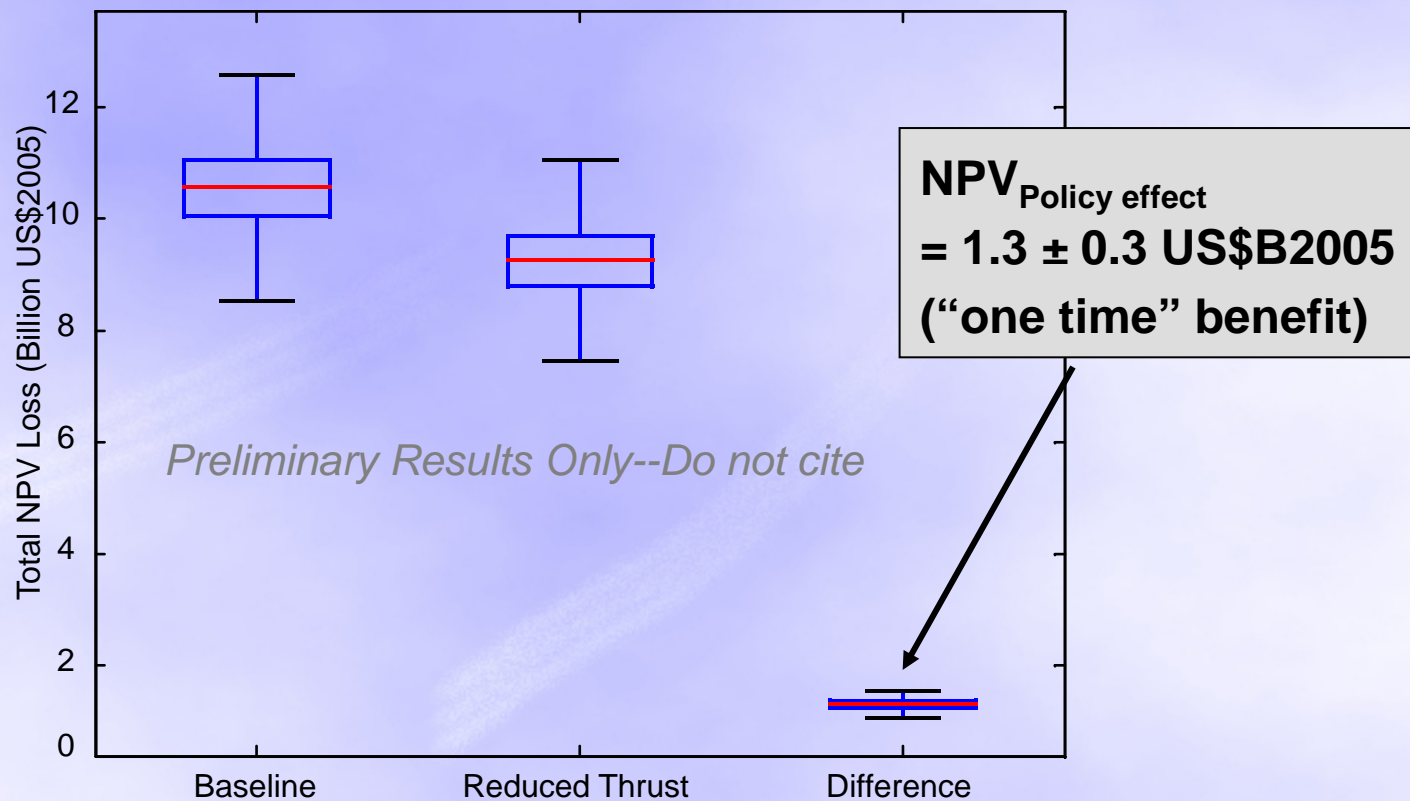 Total NPV Loss (Billion US$2005)
12
10
8
6
4
2
0
Baseline
Reduced Thrust
Difference
Preliminary Results Only--Do not cite
NPVPolicy effect
= 1.3 ± 0.3 US$B2005
(“one time” benefit)